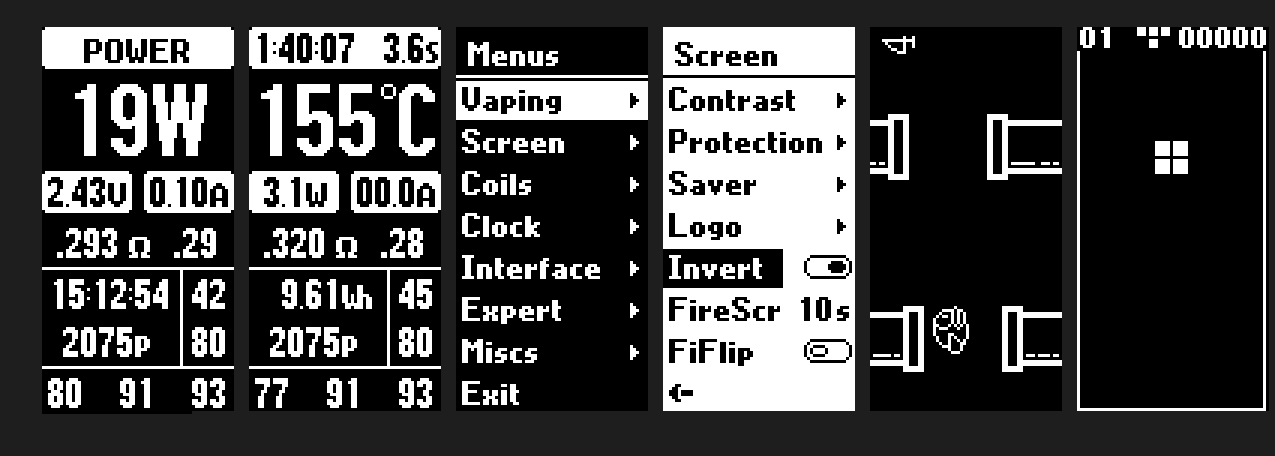 POWER
19W
2.43V 0.10A
.293 Ω .29
15:12:54 42
2075p 80
80 91 93
1:40:07 3.6s
155°C
3.1W 00.0A
.320 Ω .28
9.61Wh 45
2075p 80
77 91 93
Menus
Vaping
Screen
Coils
Clock
Interface
Expert
Miscs
Exit
Screen
Contrast
Protection
Saver
Logo
Invert
FireScr 10s
FiFlip
←
01 00000